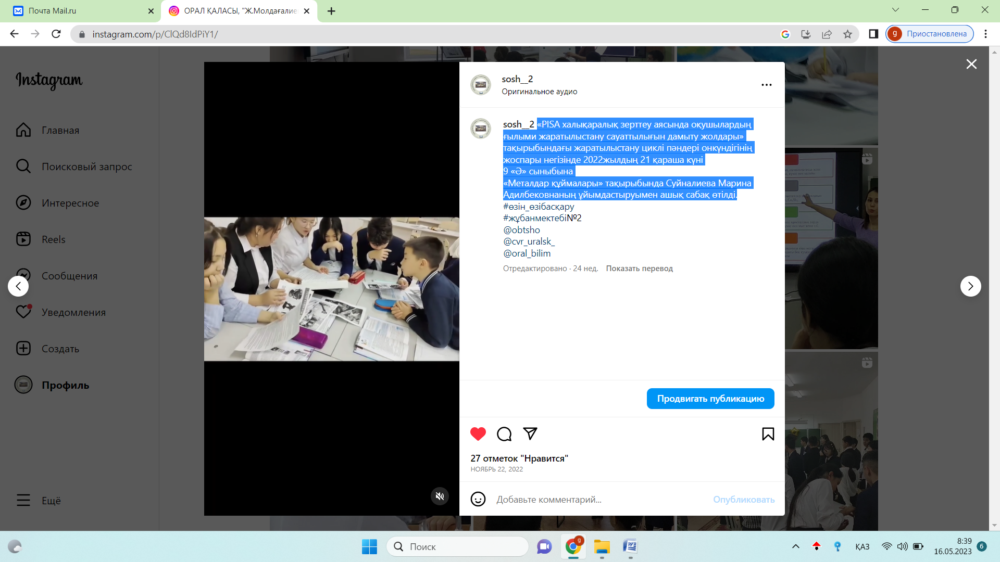 Почта Mail.ru
ОРАЛ ҚАЛАСЫ, "Ж.Молдағалие
instagram.com/p/ClQd8IdPiY1/
g Приостановлена
Instagram
Главная
Поисковый запрос
Интересное
Reels
Сообщения
Уведомления
Создать
Профиль
Ещё
sosh__2
Оригинальное аудио
sosh__2 «PISA халықаралық зерттеу аясында оқушылардың
ғылыми жаратылыстану сауаттылығын дамыту жолдары»
тақырыбындағы жаратылыстану циклі пәндері онкүндігінің
жоспары негізінде 2022жылдың 21 қараша күні
9 «Ә» сыныбына
«Металдар құймалары» тақырыбында Суйналиева Марина
Адилбековнаның ұйымдастыруымен ашық сабақ өтілді.
#өзін_өзібасқару
#жұбанмектебі№2
@obtsho
@cvr_uralsk_
@oral_bilim
Отредактировано · 24 нед. Показать перевод
Продвигать публикацию
27 отметок "Нравится"
НОЯБРЬ 22, 2022
Добавьте комментарий...
Опубликовать
Поиск
g
ҚАЗ
8:39
16.05.2023
6